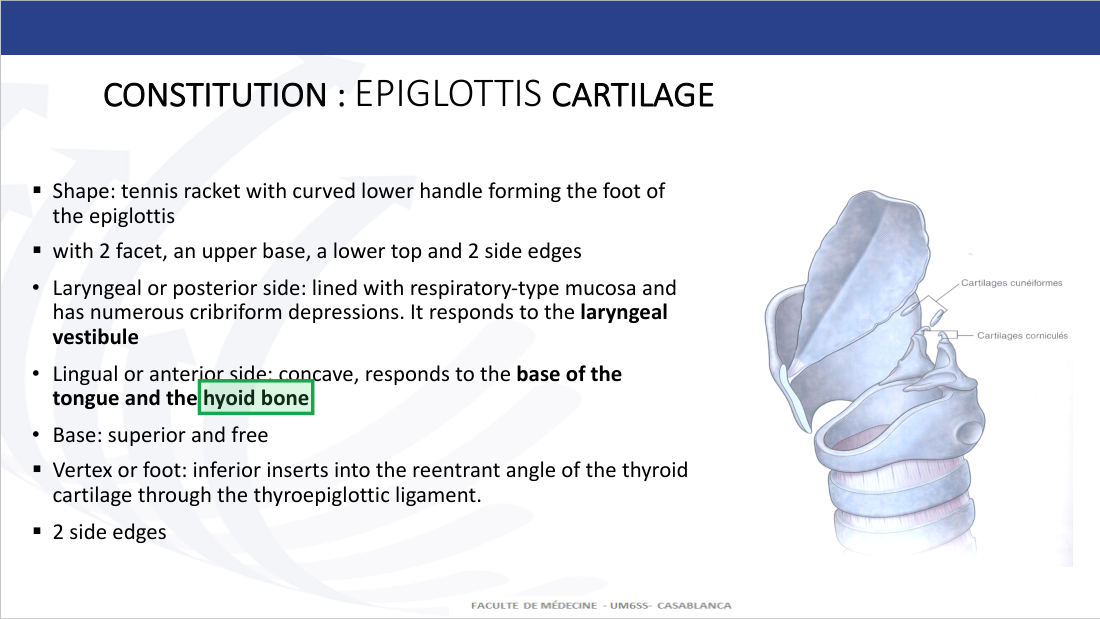 CONSTITUTION : EPIGLOTTIS CARTILAGE
▪ Shape: tennis racket with curved lower handle forming the foot of
the epiglottis
▪ with 2 facet, an upper base, a lower top and 2 side edges
• Laryngeal or posterior side: lined with respiratory-type mucosa and
has numerous cribriform depressions. It responds to the laryngeal
vestibule
• Lingual or anterior side: concave, responds to the base of the
tongue and the hyoid bone
• Base: superior and free
▪ Vertex or foot: inferior inserts into the reentrant angle of the thyroid
cartilage through the thyroepiglottic ligament.
▪ 2 side edges
Cartilages cunéiformes
Cartilages corniculés
FACULTE DE MÉDECINE - UM6SS- CASABLANCA